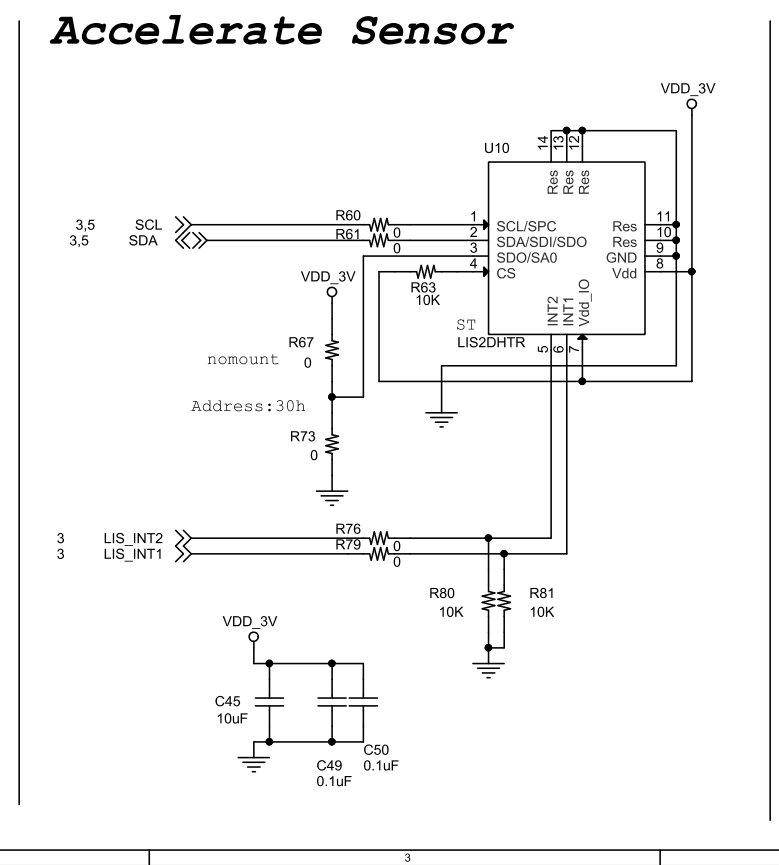 Accelerate Sensor
VDD_3V
U10
14
13
12
Res
Res
Res
3,5 SCL
R60
0
1
SCL/SPC
Res
11
3,5 SDA
R61
0
2
SDA/SDI/SDO
Res
10
3
SDO/SA0
GND
9
4
CS
Vdd
8
R63
10K
VDD_3V
INT2
INT1
Vdd_IO
ST
LIS2DHTR
5
6
7
R67
0
nomount
Address:30h
R73
0
3 LIS_INT2
R76
0
3 LIS_INT1
R79
0
R80
10K
R81
10K
VDD_3V
C45
10uF
C49
0.1uF
C50
0.1uF
3